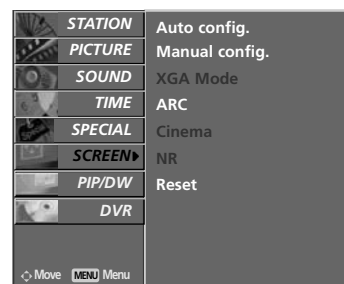 STATION
PICTURE
SOUND
TIME
SPECIAL
SCREEN
PIP/DW
DVR
Move MENU Menu
Auto config.
Manual config.
XGA Mode
ARC
Cinema
NR
Reset